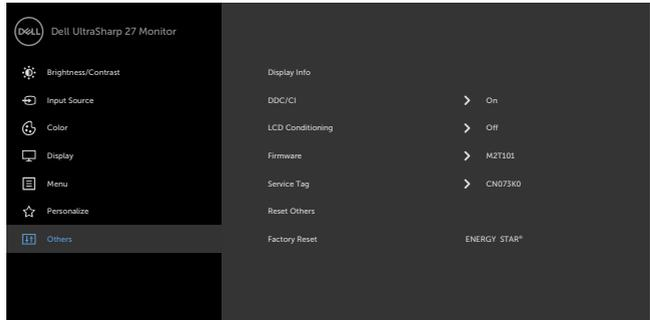 DELL Dell UltraSharp 27 Monitor
Brightness/Contrast Display Info
Input Source DDC/CI On
Color LCD Conditioning Off
Display Firmware M2T101
Menu Service Tag CN073K0
Personalize Reset Others
Others Factory Reset ENERGY STAR®